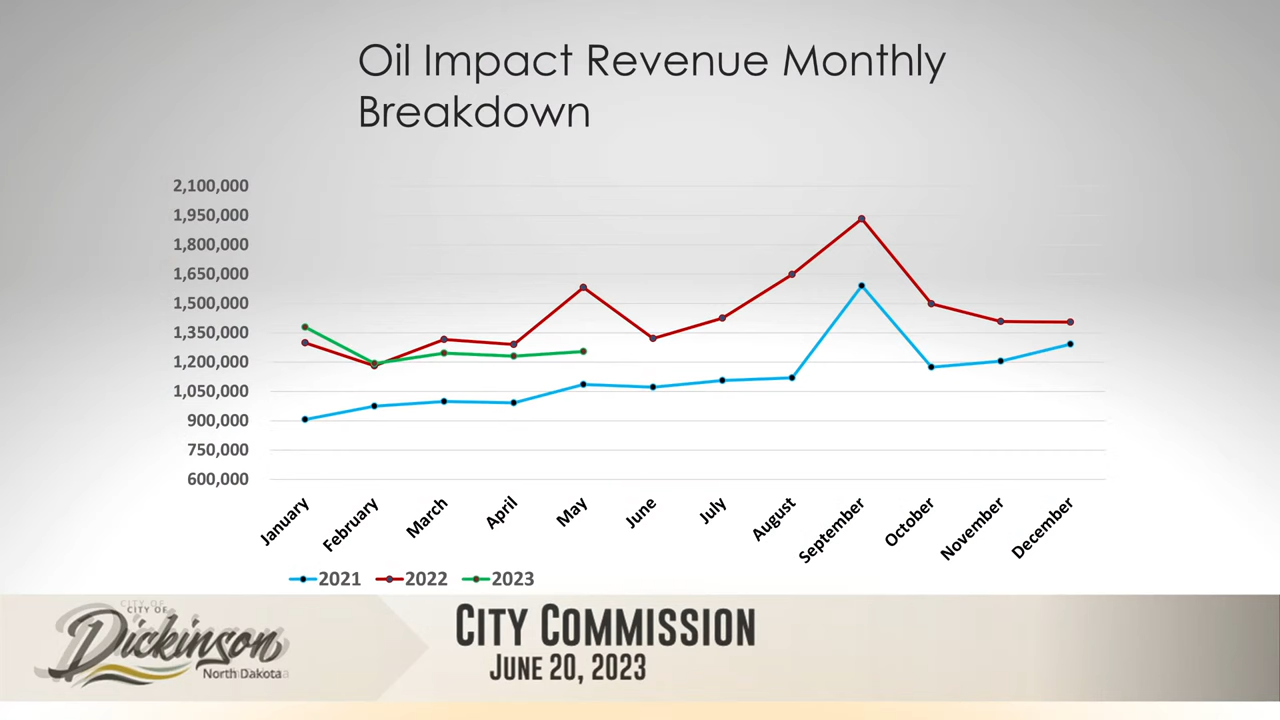 Oil Impact Revenue Monthly
Breakdown
2,100,000
1,950,000
1,800,000
1,650,000
1,500,000
1,350,000
1,200,000
1,050,000
900,000
750,000
600,000
January
February
March
April
May
June
July
August
September
October
November
December
2021 2022 2023
CITY OF
Dickinson
North Dakota
CITY COMMISSION
JUNE 20, 2023